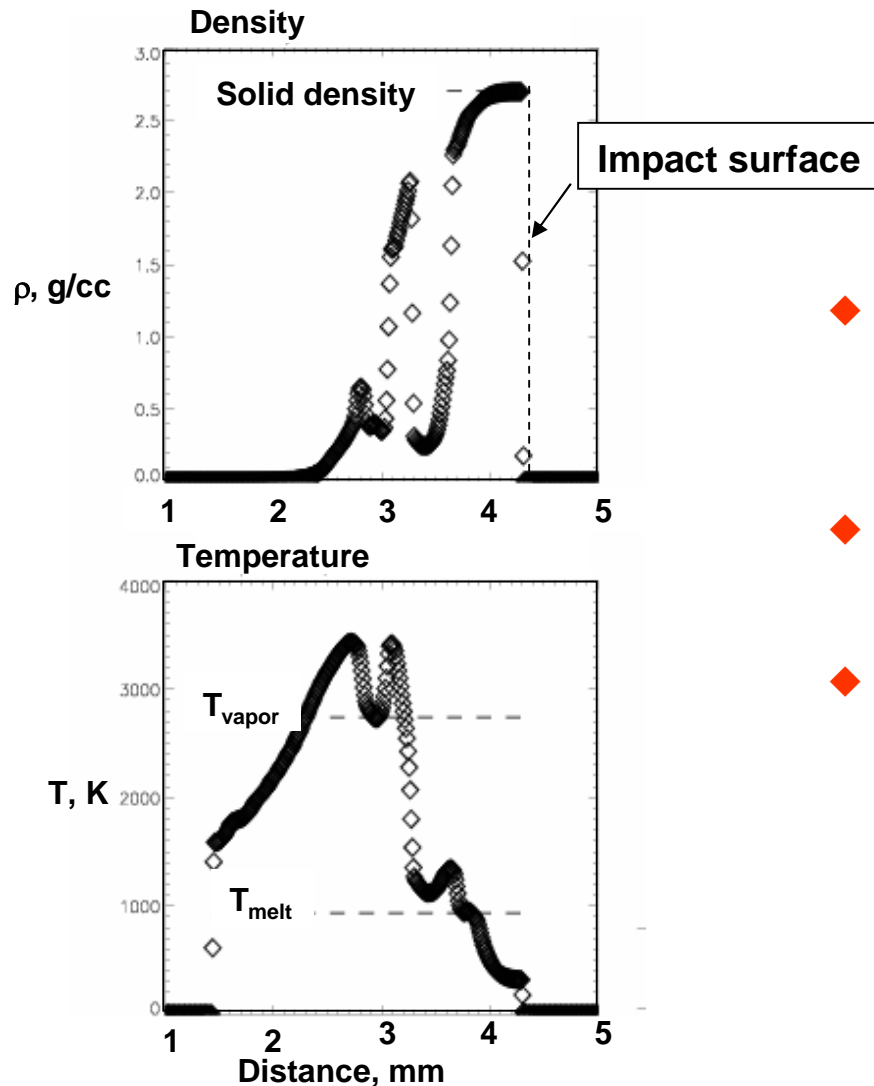 Density
3.0
Solid density
2.5
Impact surface
2.0
1.5
ρ, g/cc
1.0
0.5
0.0
1 2 3 4 5
Temperature
4000
3000
T_vapor
T, K
2000
T_melt
1000
0
1 2 3 4 5
Distance, mm